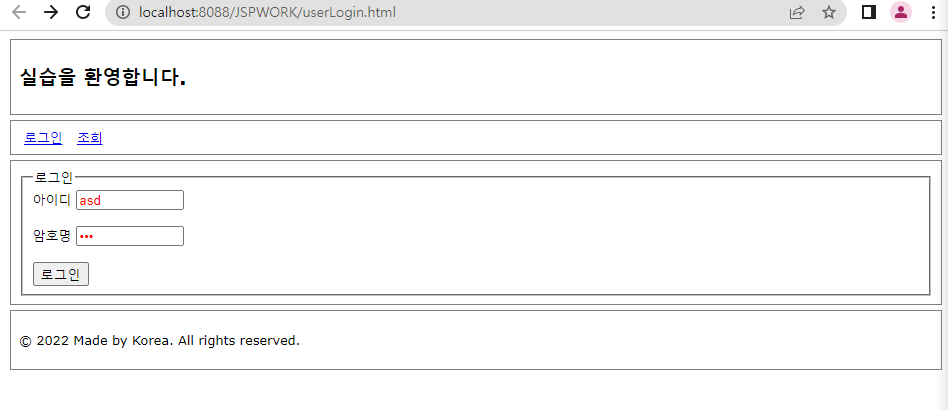 localhost:8088/JSPWORK/userLogin.html
실습을 환영합니다.
로그인 조회
로그인
아이디 asd
암호명 •••
로그인
© 2022 Made by Korea. All rights reserved.